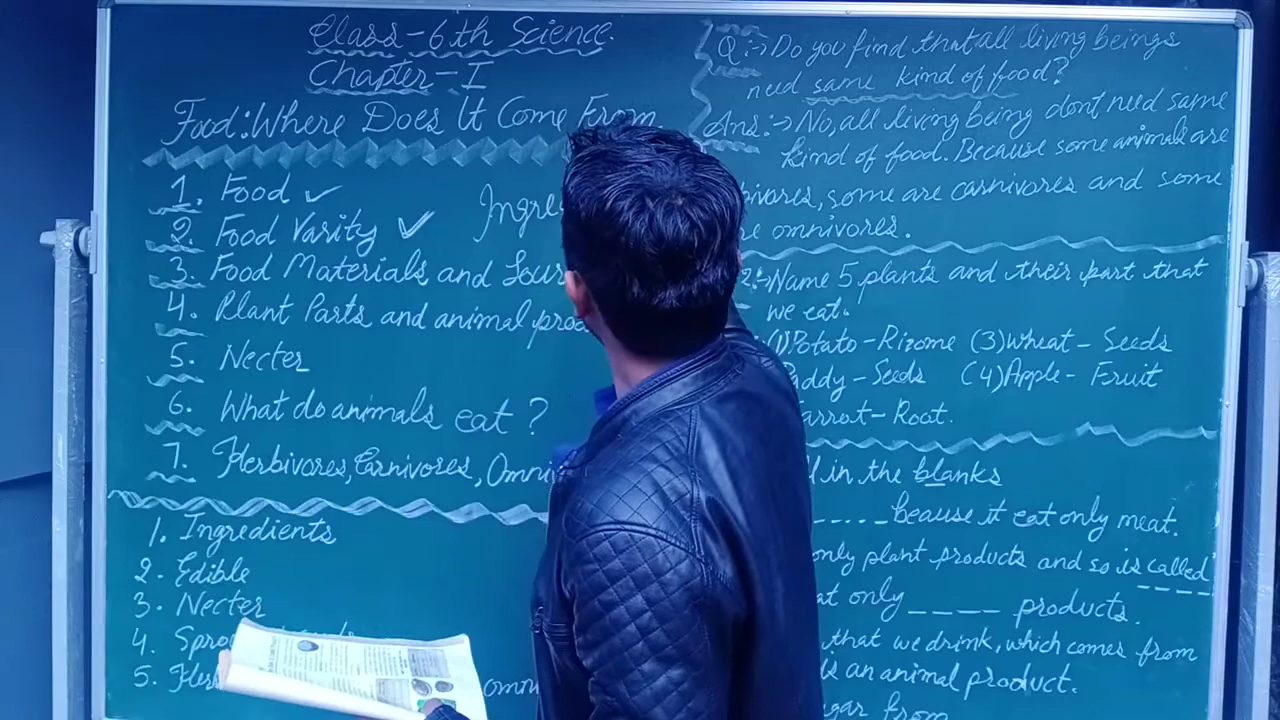 Class-6th Science.
Chapter-I
Food:Where Does It Come From
1. Food ✓
2. Food Varity ✓
3. Food Materials and Sour
4. Plant Parts and animal prod
5. Necter
6. What do animals eat ?
7. Herbivores, Carnivores, Omni
1. Ingredients
2. Edible
3. Necter
4. Spro
5. Her
omni
Q:→Do you find that all living beings
need same kind of food?
Ans:→No, all living being dont need same
kind of food. Because some animals are
bivores, some are carnivores and some
omnivores.
2:-Name 5 plants and their part that
we eat.
(1)Potato-Rizome (3)Wheat-Seeds
addy-Seeds (4)Apple-Fruit
arrot-Root.
in the blanks
..... beause it eat only meat.
only plant products and so is called
at only ____ products.
that we drink, which comes from
an animal product.
gar from